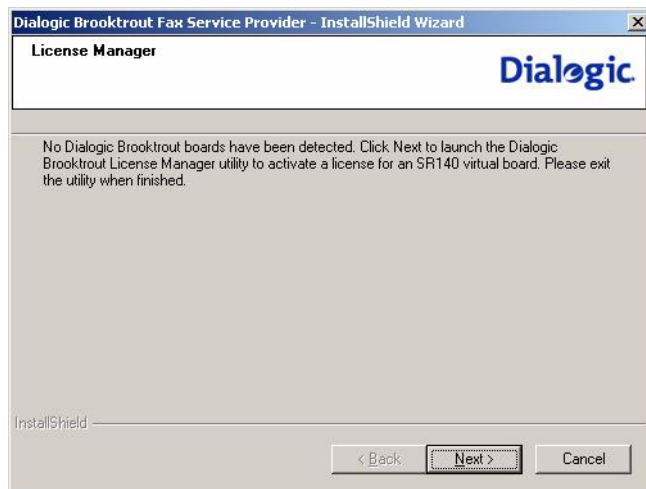 Dialogic Brooktrout Fax Service Provider - InstallShield Wizard
License Manager
Dialogic.
No Dialogic Brooktrout boards have been detected. Click Next to launch the Dialogic
Brooktrout License Manager utility to activate a license for an SR140 virtual board. Please exit
the utility when finished.
InstallShield
< Back
Next >
Cancel